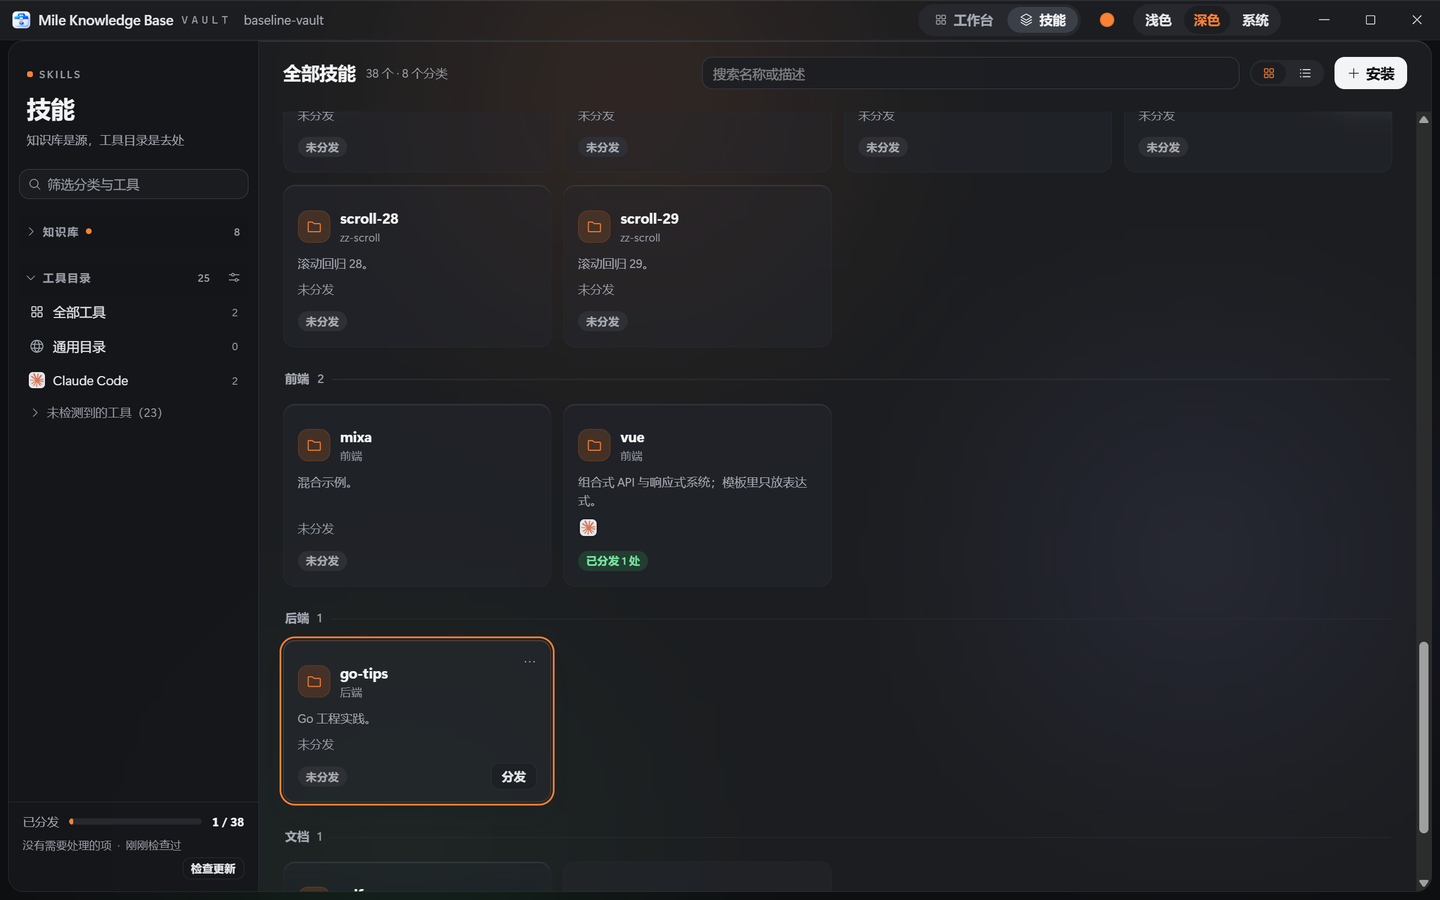 Mile Knowledge Base VAULT baseline-vault
工作台 技能 浅色 深色 系统
SKILLS
技能
知识库是源，工具目录是去处
筛选分类与工具
知识库 8
工具目录 25
全部工具 2
通用目录 0
Claude Code 2
未检测到的工具（23）
已分发 1 / 38
没有需要处理的项 · 刚刚检查过
检查更新
全部技能 38 个 · 8 个分类
搜索名称或描述
安装
未分发 未分发 未分发 未分发
未分发 未分发 未分发 未分发
scroll-28
zz-scroll
滚动回归 28。
未分发
未分发
scroll-29
zz-scroll
滚动回归 29。
未分发
未分发
前端 2
mixa
前端
混合示例。
未分发
未分发
vue
前端
组合式 API 与响应式系统；模板里只放表达
式。
已分发 1 处
后端 1
go-tips
后端
Go 工程实践。
未分发
未分发 分发
文档 1